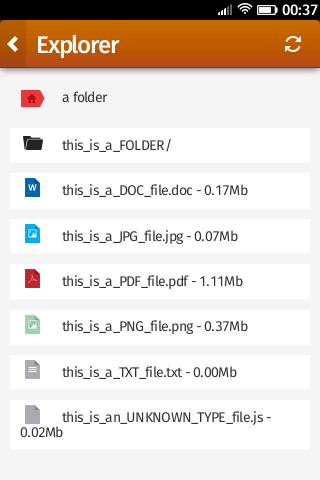 00:37
Explorer
a folder
this_is_a_FOLDER/
W
this_is_a_DOC_file.doc - 0.17Mb
this_is_a_JPG_file.jpg - 0.07Mb
this_is_a_PDF_file.pdf - 1.11Mb
this_is_a_PNG_file.png - 0.37Mb
this_is_a_TXT_file.txt - 0.00Mb
this_is_an_UNKNOWN_TYPE_file.js -
0.02Mb